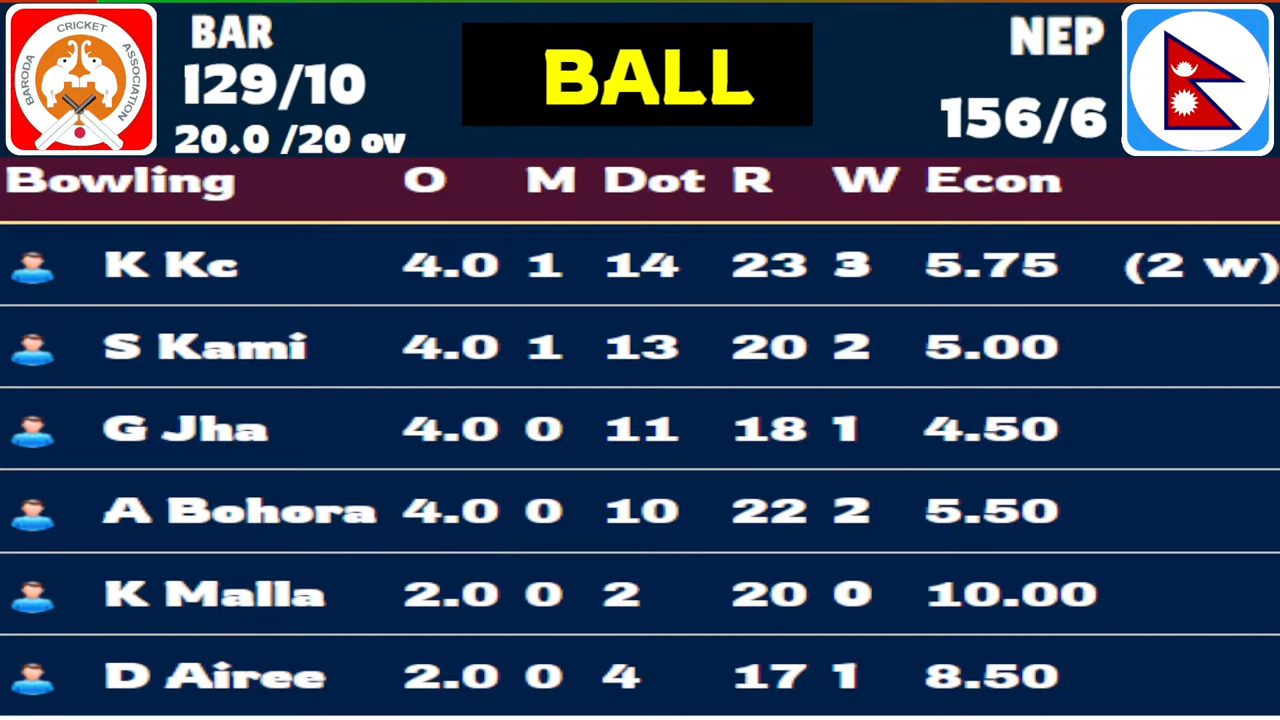 BARODA CRICKET ASSOCIATION
BAR
129/10
20.0 /20 ov
BALL
NEP
156/6
Bowling O M Dot R W Econ
K Kc 4.0 1 14 23 3 5.75 (2 w)
S Kami 4.0 1 13 20 2 5.00
G Jha 4.0 0 11 18 1 4.50
A Bohora 4.0 0 10 22 2 5.50
K Malla 2.0 0 2 20 0 10.00
D Airee 2.0 0 4 17 1 8.50